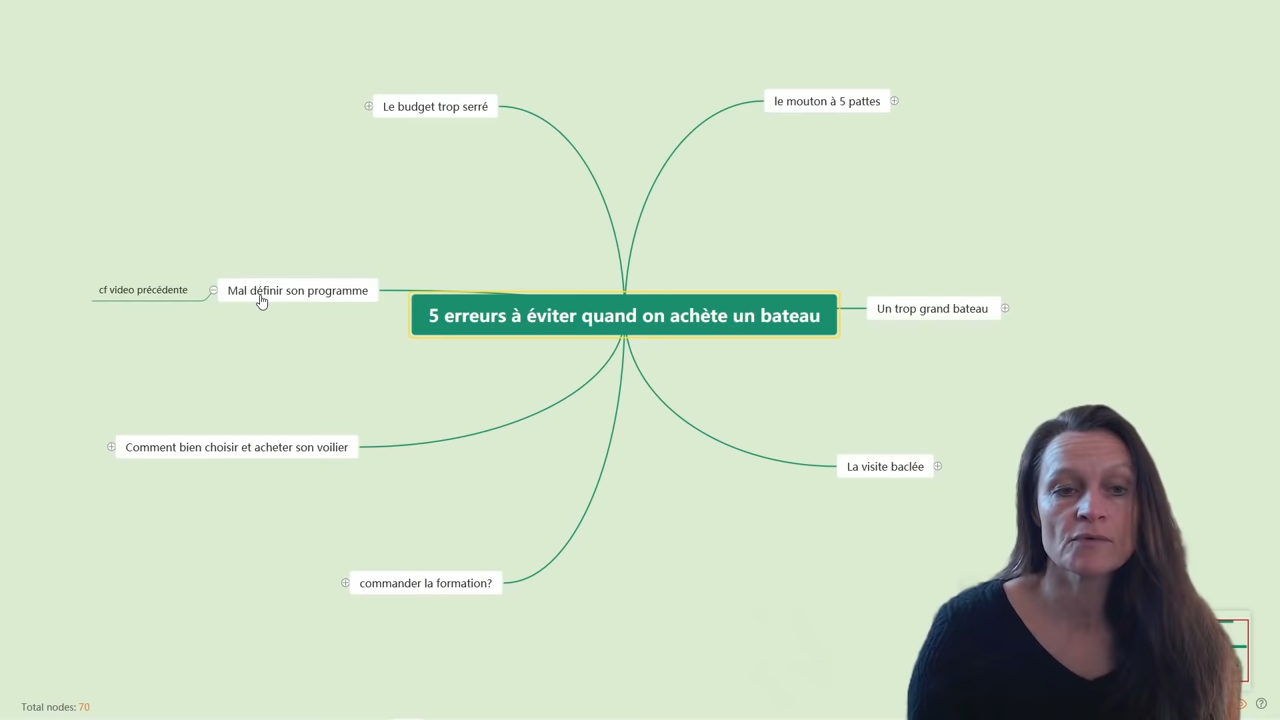 Le budget trop serré
le mouton à 5 pattes
cf video précédente
Mal définir son programme
5 erreurs à éviter quand on achète un bateau
Un trop grand bateau
Comment bien choisir et acheter son voilier
La visite baclée
commander la formation?
Total nodes: 70